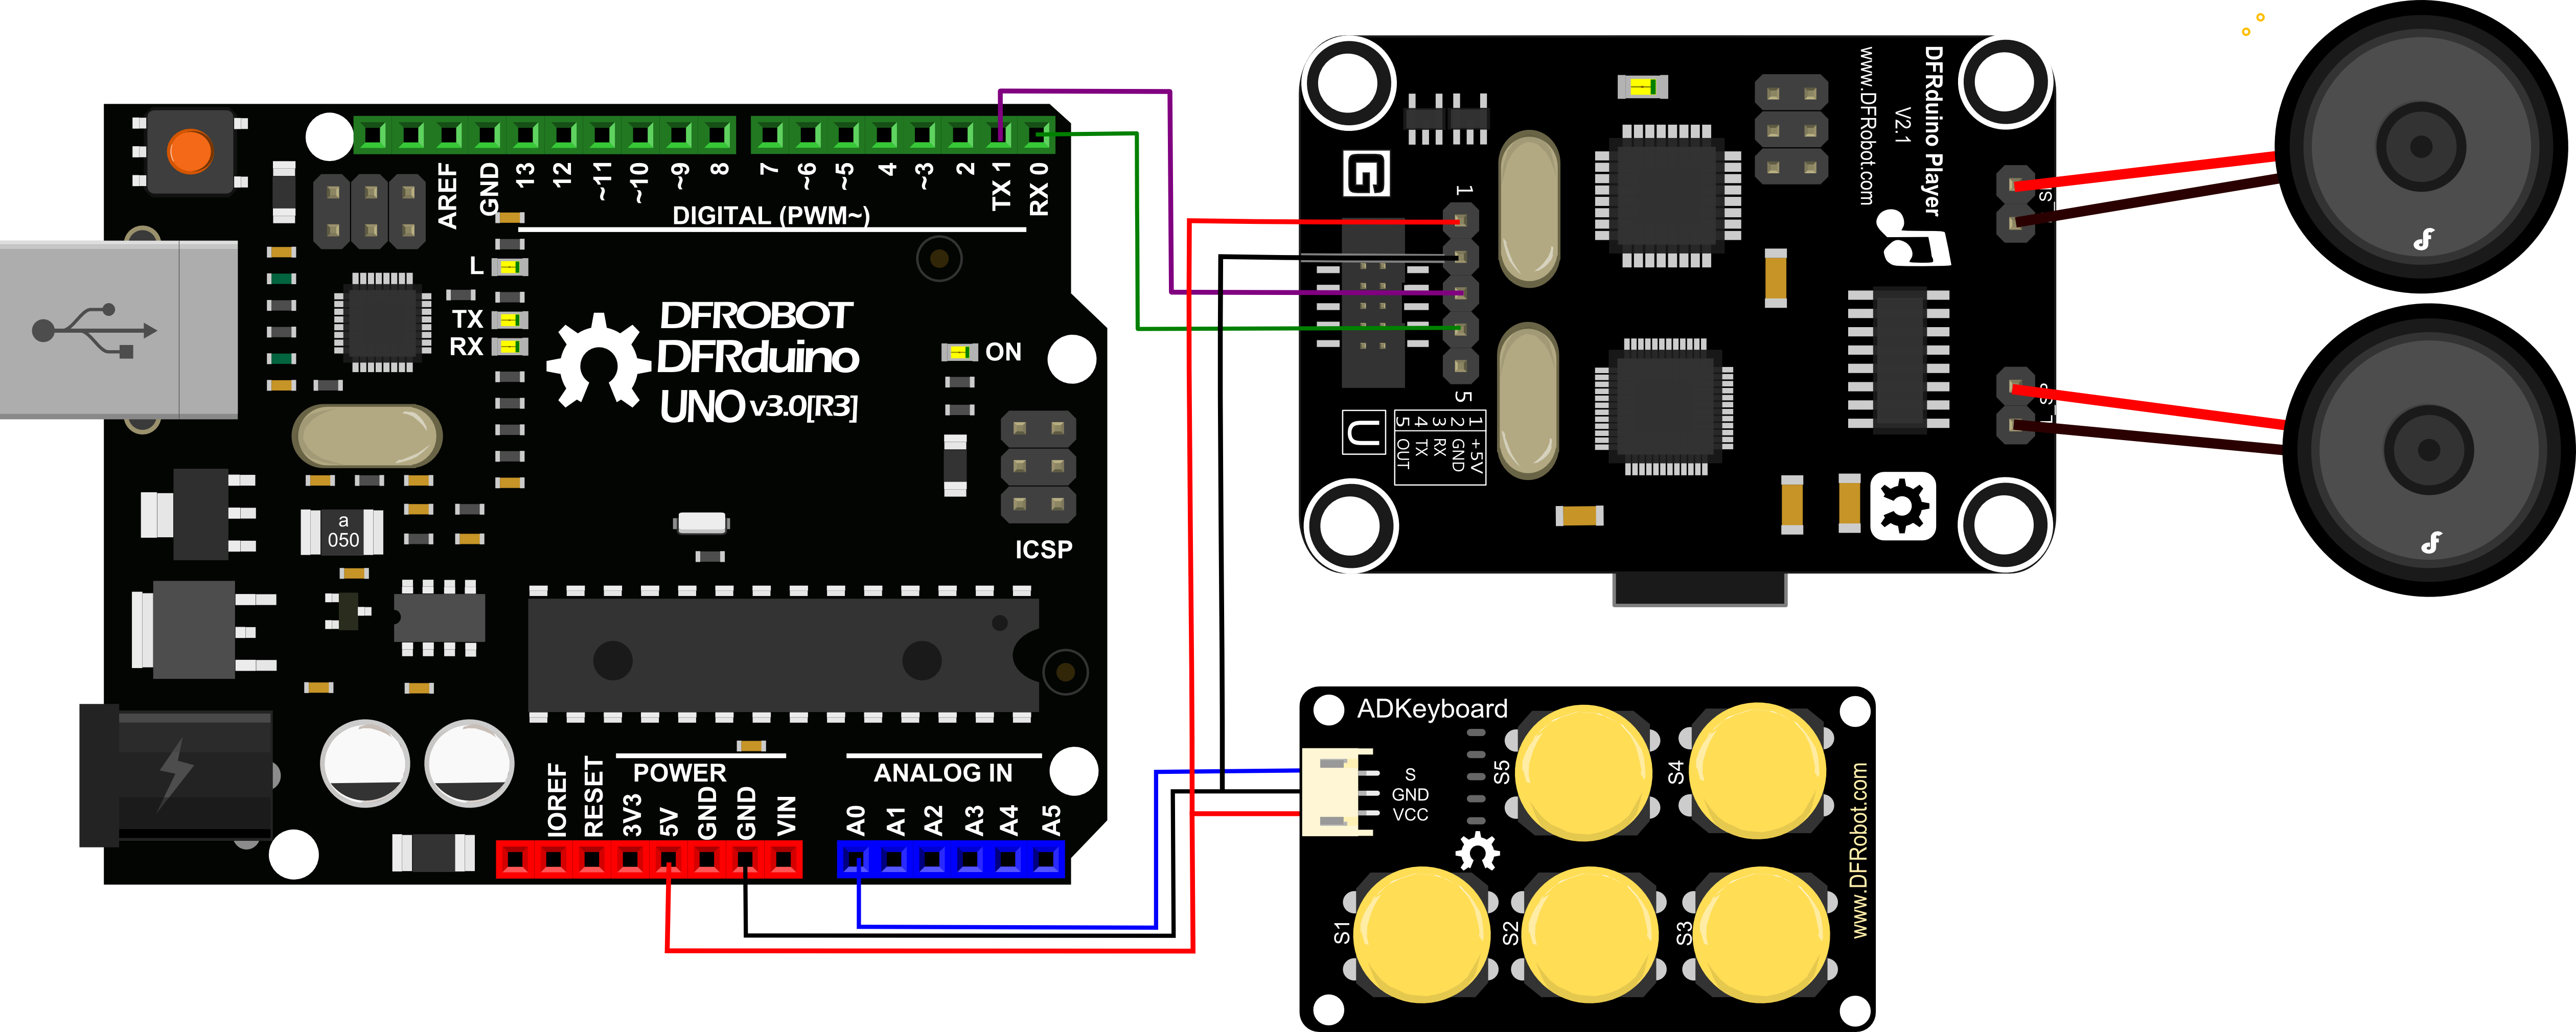 AREF
GND
13
12
~11
~10
~9
8
7
~6
~5
4
~3
2
TX 1
RX 0
DIGITAL (PWM~)
L
TX
RX
DFROBOT
DFRduino
UNO v3.0[R3]
ON
ICSP
a
050
POWER
ANALOG IN
IOREF
RESET
3V3
5V
GND
GND
VIN
A0
A1
A2
A3
A4
A5
DFRduino Player
V2.1
www.DFRobot.com
1
5
1 +5V
2 GND
3 RX
4 TX
5 OUT
ADKeyboard
S
GND
VCC
S5
S4
S1
S2
S3
www.DFRobot.com